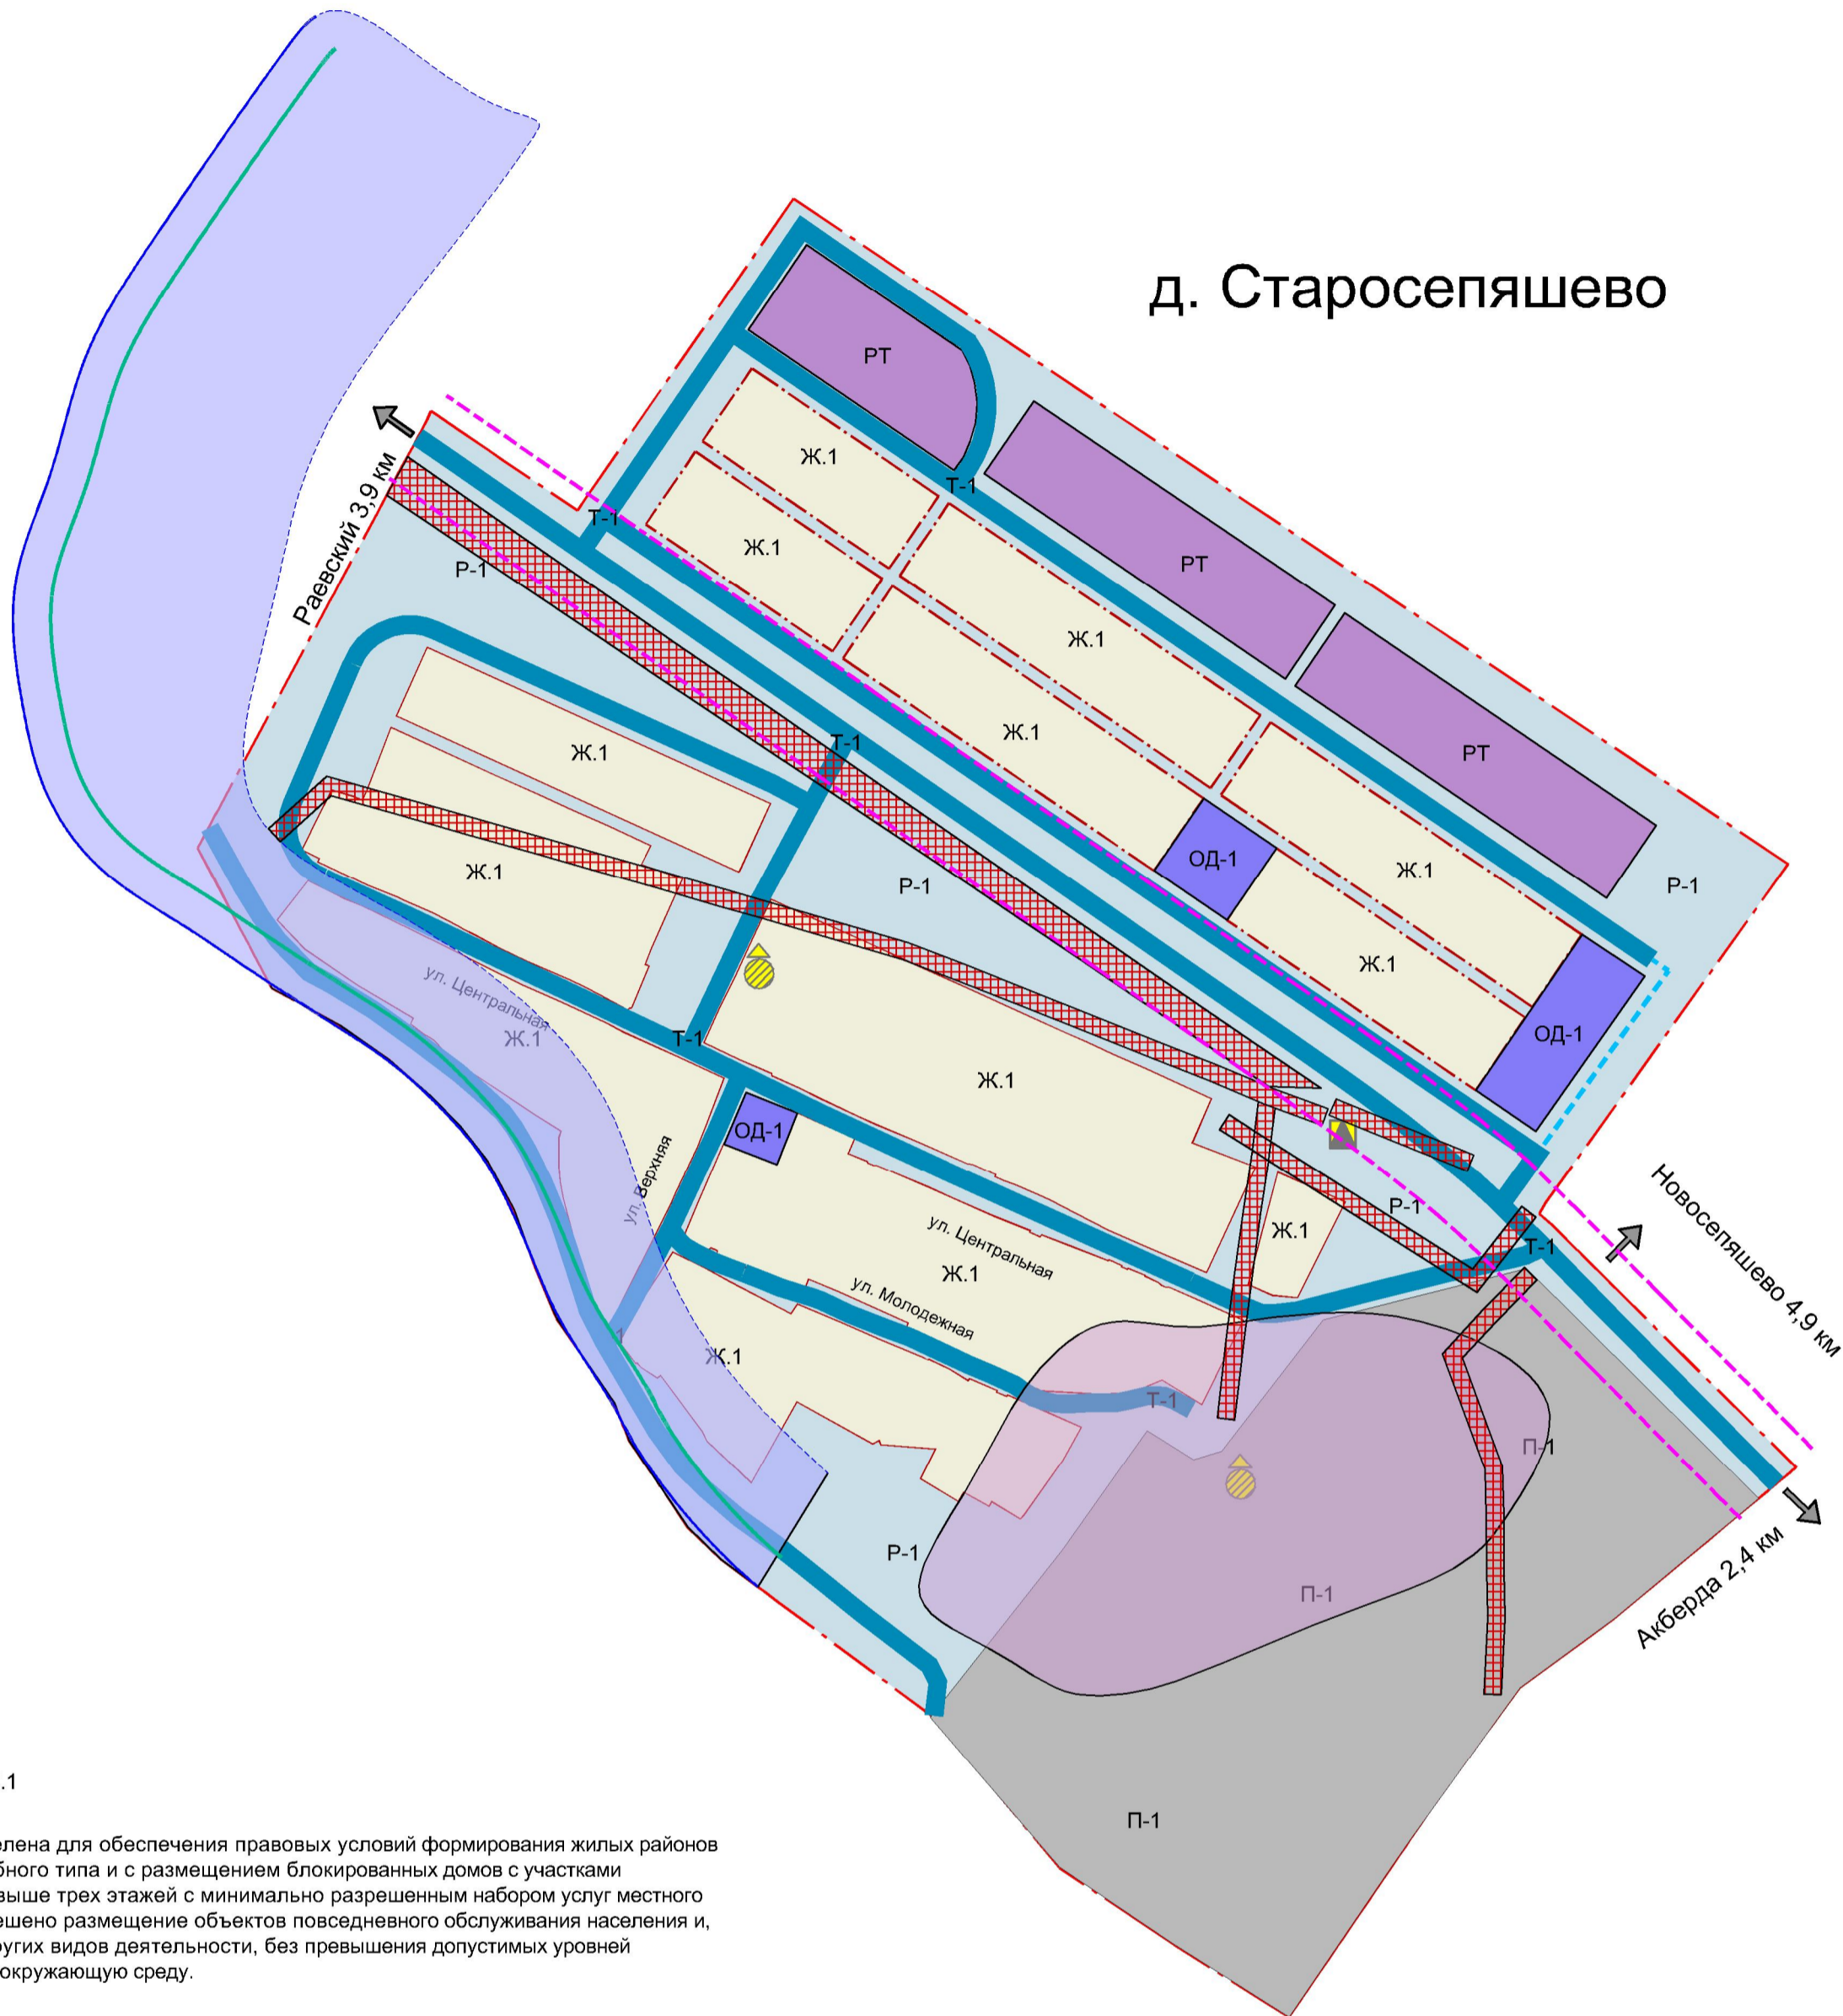 д. Старосепяшево
РТ
Ж.1
Т-1
Раевский 3,9 км
Т-1
Ж.1
РТ
Р-1
Ж.1
Ж.1
Т-1
Ж.1
РТ
ОД-1
Ж.1
Ж.1
Р-1
Р-1
Ж.1
ул. Центральная
Ж.1
Т-1
ОД-1
Ж.1
ОД-1
ул. Верхняя
Р-1
Новосепяшево 4,9 км
Ж.1
ул. Центральная
Т-1
Ж.1
ул. Молодежная
1
Ж.1
Т-1
П-1
Р-1
П-1
Акберда 2,4 км
П-1
.1
елена для обеспечения правовых условий формирования жилых районов
бного типа и с размещением блокированных домов с участками
выше трех этажей с минимально разрешенным набором услуг местного
ешено размещение объектов повседневного обслуживания населения и,
ругих видов деятельности, без превышения допустимых уровней
окружающую среду.